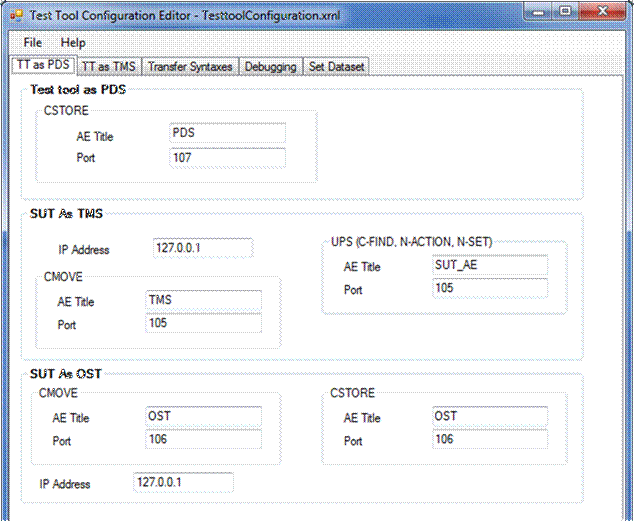 Test Tool Configuration Editor - TesttoolConfiguration.xml
File Help
TT as PDS TT as TMS Transfer Syntaxes Debugging Set Dataset
Test tool as PDS
CSTORE
AE Title PDS
Port 107
SUT As TMS
IP Address 127.0.0.1
CMOVE
AE Title TMS
Port 105
UPS (C-FIND, N-ACTION, N-SET)
AE Title SUT_AE
Port 105
SUT As OST
CMOVE
AE Title OST
Port 106
CSTORE
AE Title OST
Port 106
IP Address 127.0.0.1